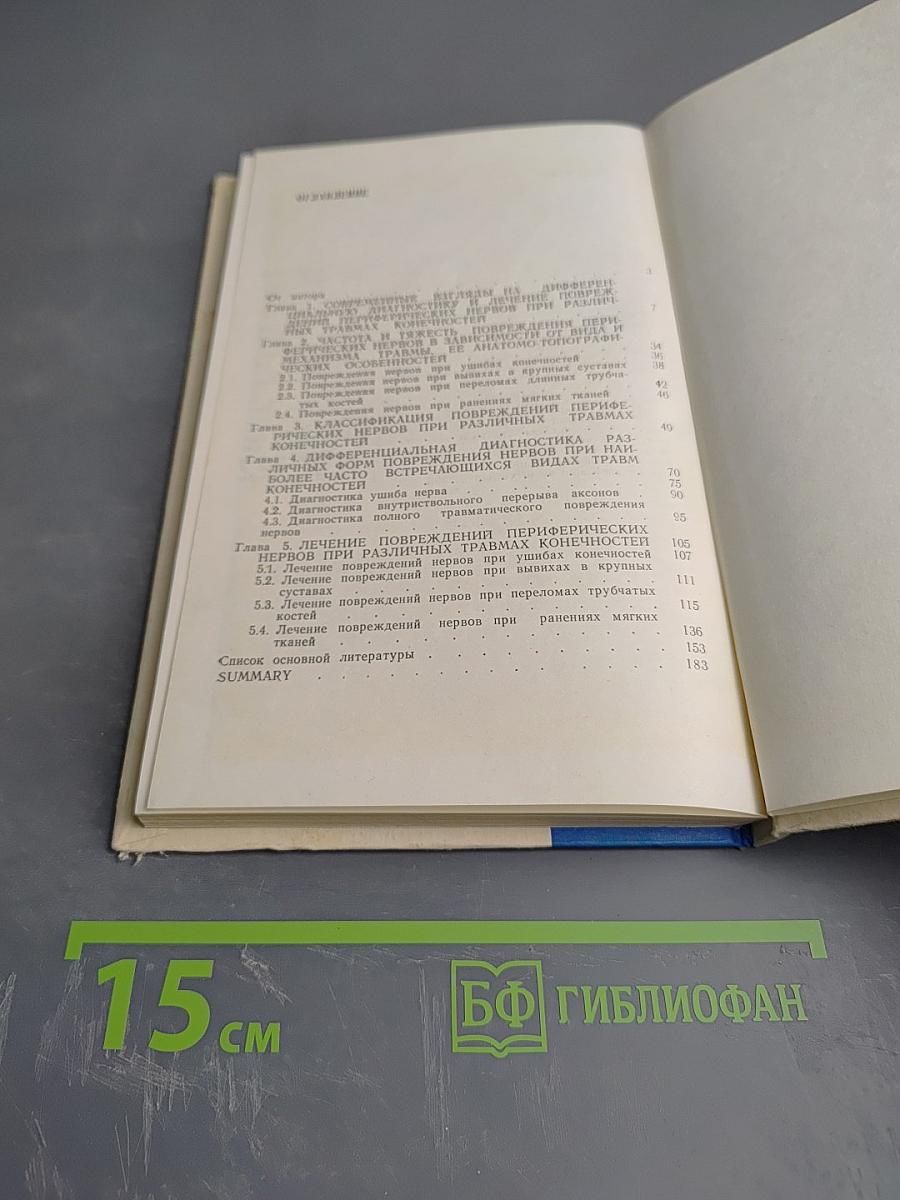 ОГЛАВЛЕНИЕ
От автора 3
Глава 1. СОВРЕМЕННЫЕ ВЗГЛЯДЫ НА ДИФФЕРЕН-
ЦИАЛЬНУЮ ДИАГНОСТИКУ И ЛЕЧЕНИЕ ПОВРЕЖ-
ДЕНИЙ ПЕРИФЕРИЧЕСКИХ НЕРВОВ ПРИ РАЗЛИЧ-
НЫХ ТРАВМАХ КОНЕЧНОСТЕЙ 7
Глава 2. ЧАСТОТА И ТЯЖЕСТЬ ПОВРЕЖДЕНИЯ ПЕРИ-
ФЕРИЧЕСКИХ НЕРВОВ В ЗАВИСИМОСТИ ОТ ВИДА И
МЕХАНИЗМА ТРАВМЫ, ЕЕ АНАТОМО-ТОПОГРАФИ-
ЧЕСКИХ ОСОБЕННОСТЕЙ 34
2.1. Повреждения нервов при ушибах конечностей 36
2.2. Повреждения нервов при вывихах в крупных суставах 38
2.3. Повреждения нервов при переломах длинных трубча-
тых костей 42
2.4. Повреждения нервов при ранениях мягких тканей 46
Глава 3. КЛАССИФИКАЦИЯ ПОВРЕЖДЕНИЙ ПЕРИФЕ-
РИЧЕСКИХ НЕРВОВ ПРИ РАЗЛИЧНЫХ ТРАВМАХ
КОНЕЧНОСТЕЙ 49
Глава 4. ДИФФЕРЕНЦИАЛЬНАЯ ДИАГНОСТИКА РАЗ-
ЛИЧНЫХ ФОРМ ПОВРЕЖДЕНИЯ НЕРВОВ ПРИ НАИ-
БОЛЕЕ ЧАСТО ВСТРЕЧАЮЩИХСЯ ВИДАХ ТРАВМ
КОНЕЧНОСТЕЙ 70
4.1. Диагностика ушиба нерва 75
4.2. Диагностика внутриствольного перерыва аксонов 90
4.3. Диагностика полного травматического повреждения
нервов 95
Глава 5. ЛЕЧЕНИЕ ПОВРЕЖДЕНИЙ ПЕРИФЕРИЧЕСКИХ
НЕРВОВ ПРИ РАЗЛИЧНЫХ ТРАВМАХ КОНЕЧНОСТЕЙ 105
5.1. Лечение повреждений нервов при ушибах конечностей 107
5.2. Лечение повреждений нервов при вывихах в крупных
суставах 111
5.3. Лечение повреждений нервов при переломах трубчатых
костей 115
5.4. Лечение повреждений нервов при ранениях мягких
тканей 136
Список основной литературы 153
SUMMARY 183
15 см
БФ ГИБЛИОФАН